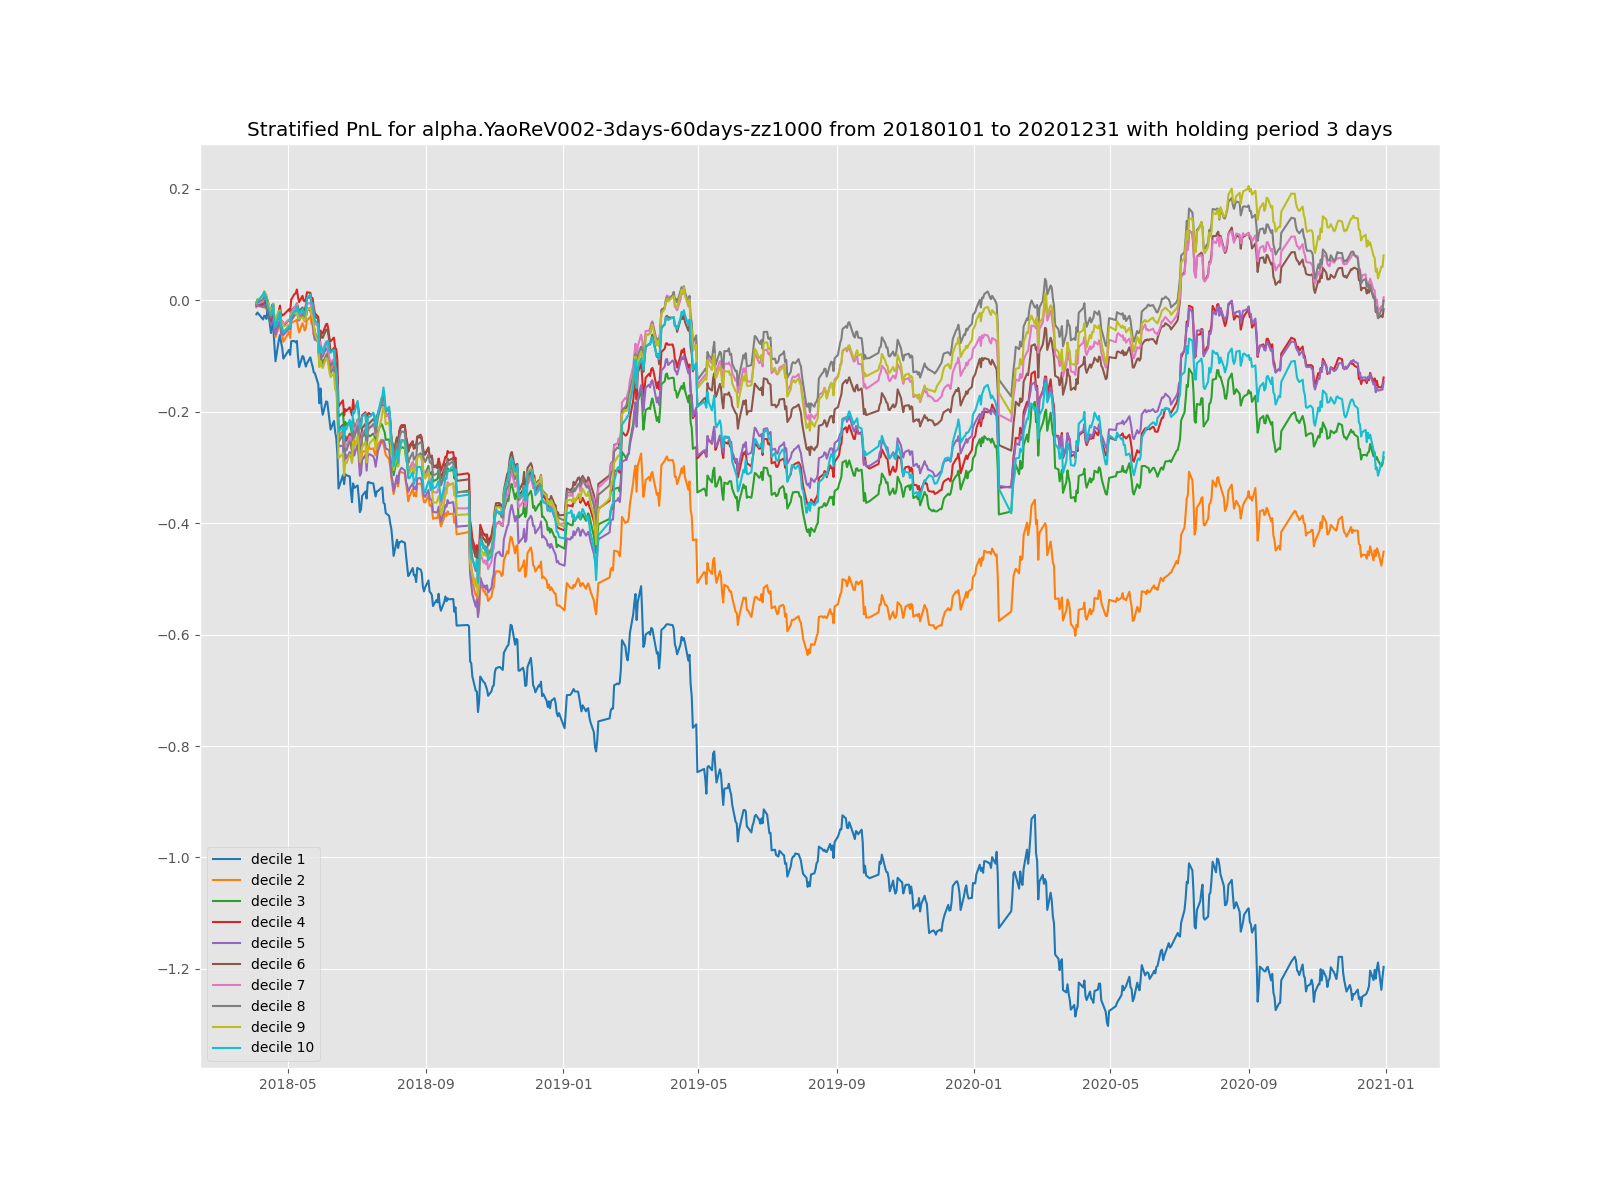 Stratified PnL for alpha.YaoReV002-3days-60days-zz1000 from 20180101 to 20201231 with holding period 3 days
0.2
0.0
−0.2
−0.4
−0.6
−0.8
−1.0
−1.2
decile 1
decile 2
decile 3
decile 4
decile 5
decile 6
decile 7
decile 8
decile 9
decile 10
2018-05 2018-09 2019-01 2019-05 2019-09 2020-01 2020-05 2020-09 2021-01